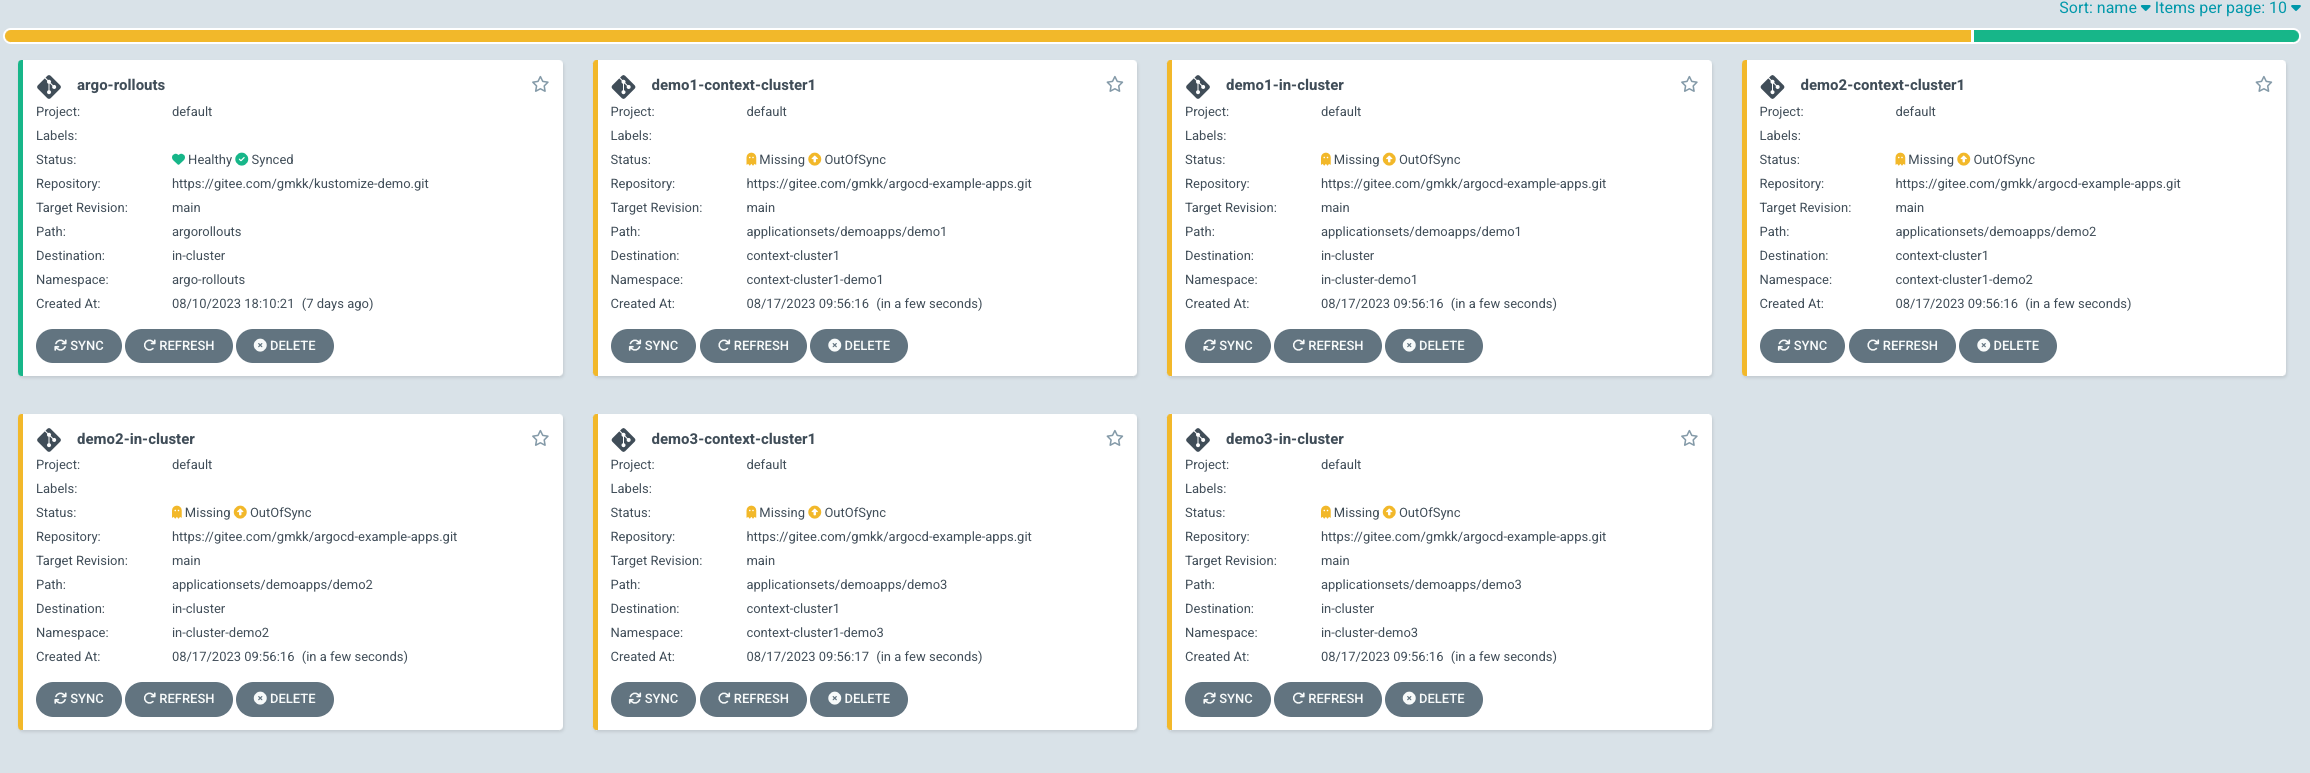 Sort: name Items per page: 10
argo-rollouts
Project: default
Labels:
Status: Healthy Synced
Repository: https://gitee.com/gmkk/kustomize-demo.git
Target Revision: main
Path: argorollouts
Destination: in-cluster
Namespace: argo-rollouts
Created At: 08/10/2023 18:10:21 (7 days ago)
SYNC REFRESH DELETE
demo1-context-cluster1
Project: default
Labels:
Status: Missing OutOfSync
Repository: https://gitee.com/gmkk/argocd-example-apps.git
Target Revision: main
Path: applicationsets/demoapps/demo1
Destination: context-cluster1
Namespace: context-cluster1-demo1
Created At: 08/17/2023 09:56:16 (in a few seconds)
SYNC REFRESH DELETE
demo1-in-cluster
Project: default
Labels:
Status: Missing OutOfSync
Repository: https://gitee.com/gmkk/argocd-example-apps.git
Target Revision: main
Path: applicationsets/demoapps/demo1
Destination: in-cluster
Namespace: in-cluster-demo1
Created At: 08/17/2023 09:56:16 (in a few seconds)
SYNC REFRESH DELETE
demo2-context-cluster1
Project: default
Labels:
Status: Missing OutOfSync
Repository: https://gitee.com/gmkk/argocd-example-apps.git
Target Revision: main
Path: applicationsets/demoapps/demo2
Destination: context-cluster1
Namespace: context-cluster1-demo2
Created At: 08/17/2023 09:56:16 (in a few seconds)
SYNC REFRESH DELETE
demo2-in-cluster
Project: default
Labels:
Status: Missing OutOfSync
Repository: https://gitee.com/gmkk/argocd-example-apps.git
Target Revision: main
Path: applicationsets/demoapps/demo2
Destination: in-cluster
Namespace: in-cluster-demo2
Created At: 08/17/2023 09:56:16 (in a few seconds)
SYNC REFRESH DELETE
demo3-context-cluster1
Project: default
Labels:
Status: Missing OutOfSync
Repository: https://gitee.com/gmkk/argocd-example-apps.git
Target Revision: main
Path: applicationsets/demoapps/demo3
Destination: context-cluster1
Namespace: context-cluster1-demo3
Created At: 08/17/2023 09:56:17 (in a few seconds)
SYNC REFRESH DELETE
demo3-in-cluster
Project: default
Labels:
Status: Missing OutOfSync
Repository: https://gitee.com/gmkk/argocd-example-apps.git
Target Revision: main
Path: applicationsets/demoapps/demo3
Destination: in-cluster
Namespace: in-cluster-demo3
Created At: 08/17/2023 09:56:16 (in a few seconds)
SYNC REFRESH DELETE